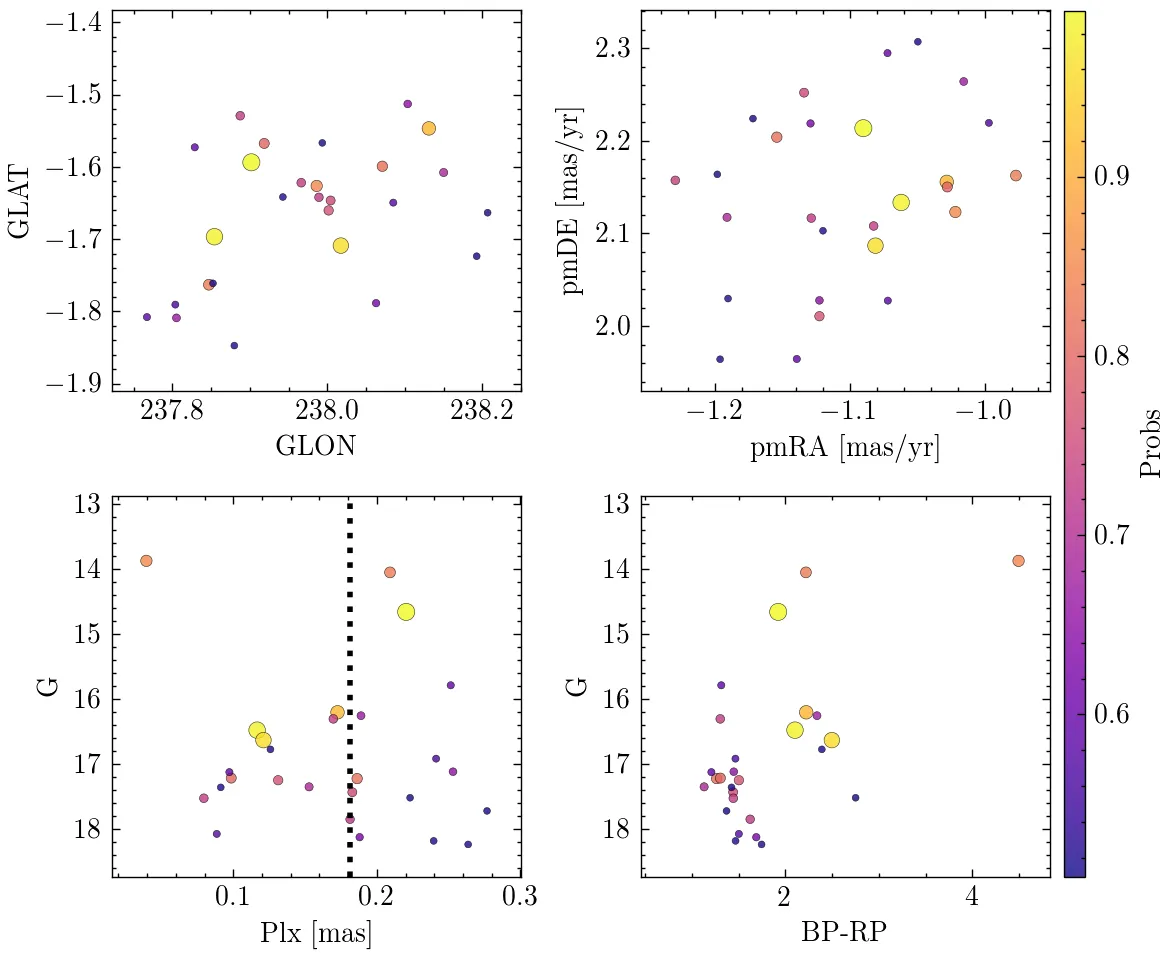 −1.4
−1.5
−1.6
−1.7
−1.8
−1.9
GLAT
237.8 238.0 238.2
GLON
2.3
2.2
2.1
2.0
pmDE [mas/yr]
−1.2 −1.1 −1.0
pmRA [mas/yr]
0.9
0.8
0.7
0.6
Probs
13
14
15
16
17
18
G
0.1 0.2 0.3
Plx [mas]
13
14
15
16
17
18
G
2 4
BP-RP